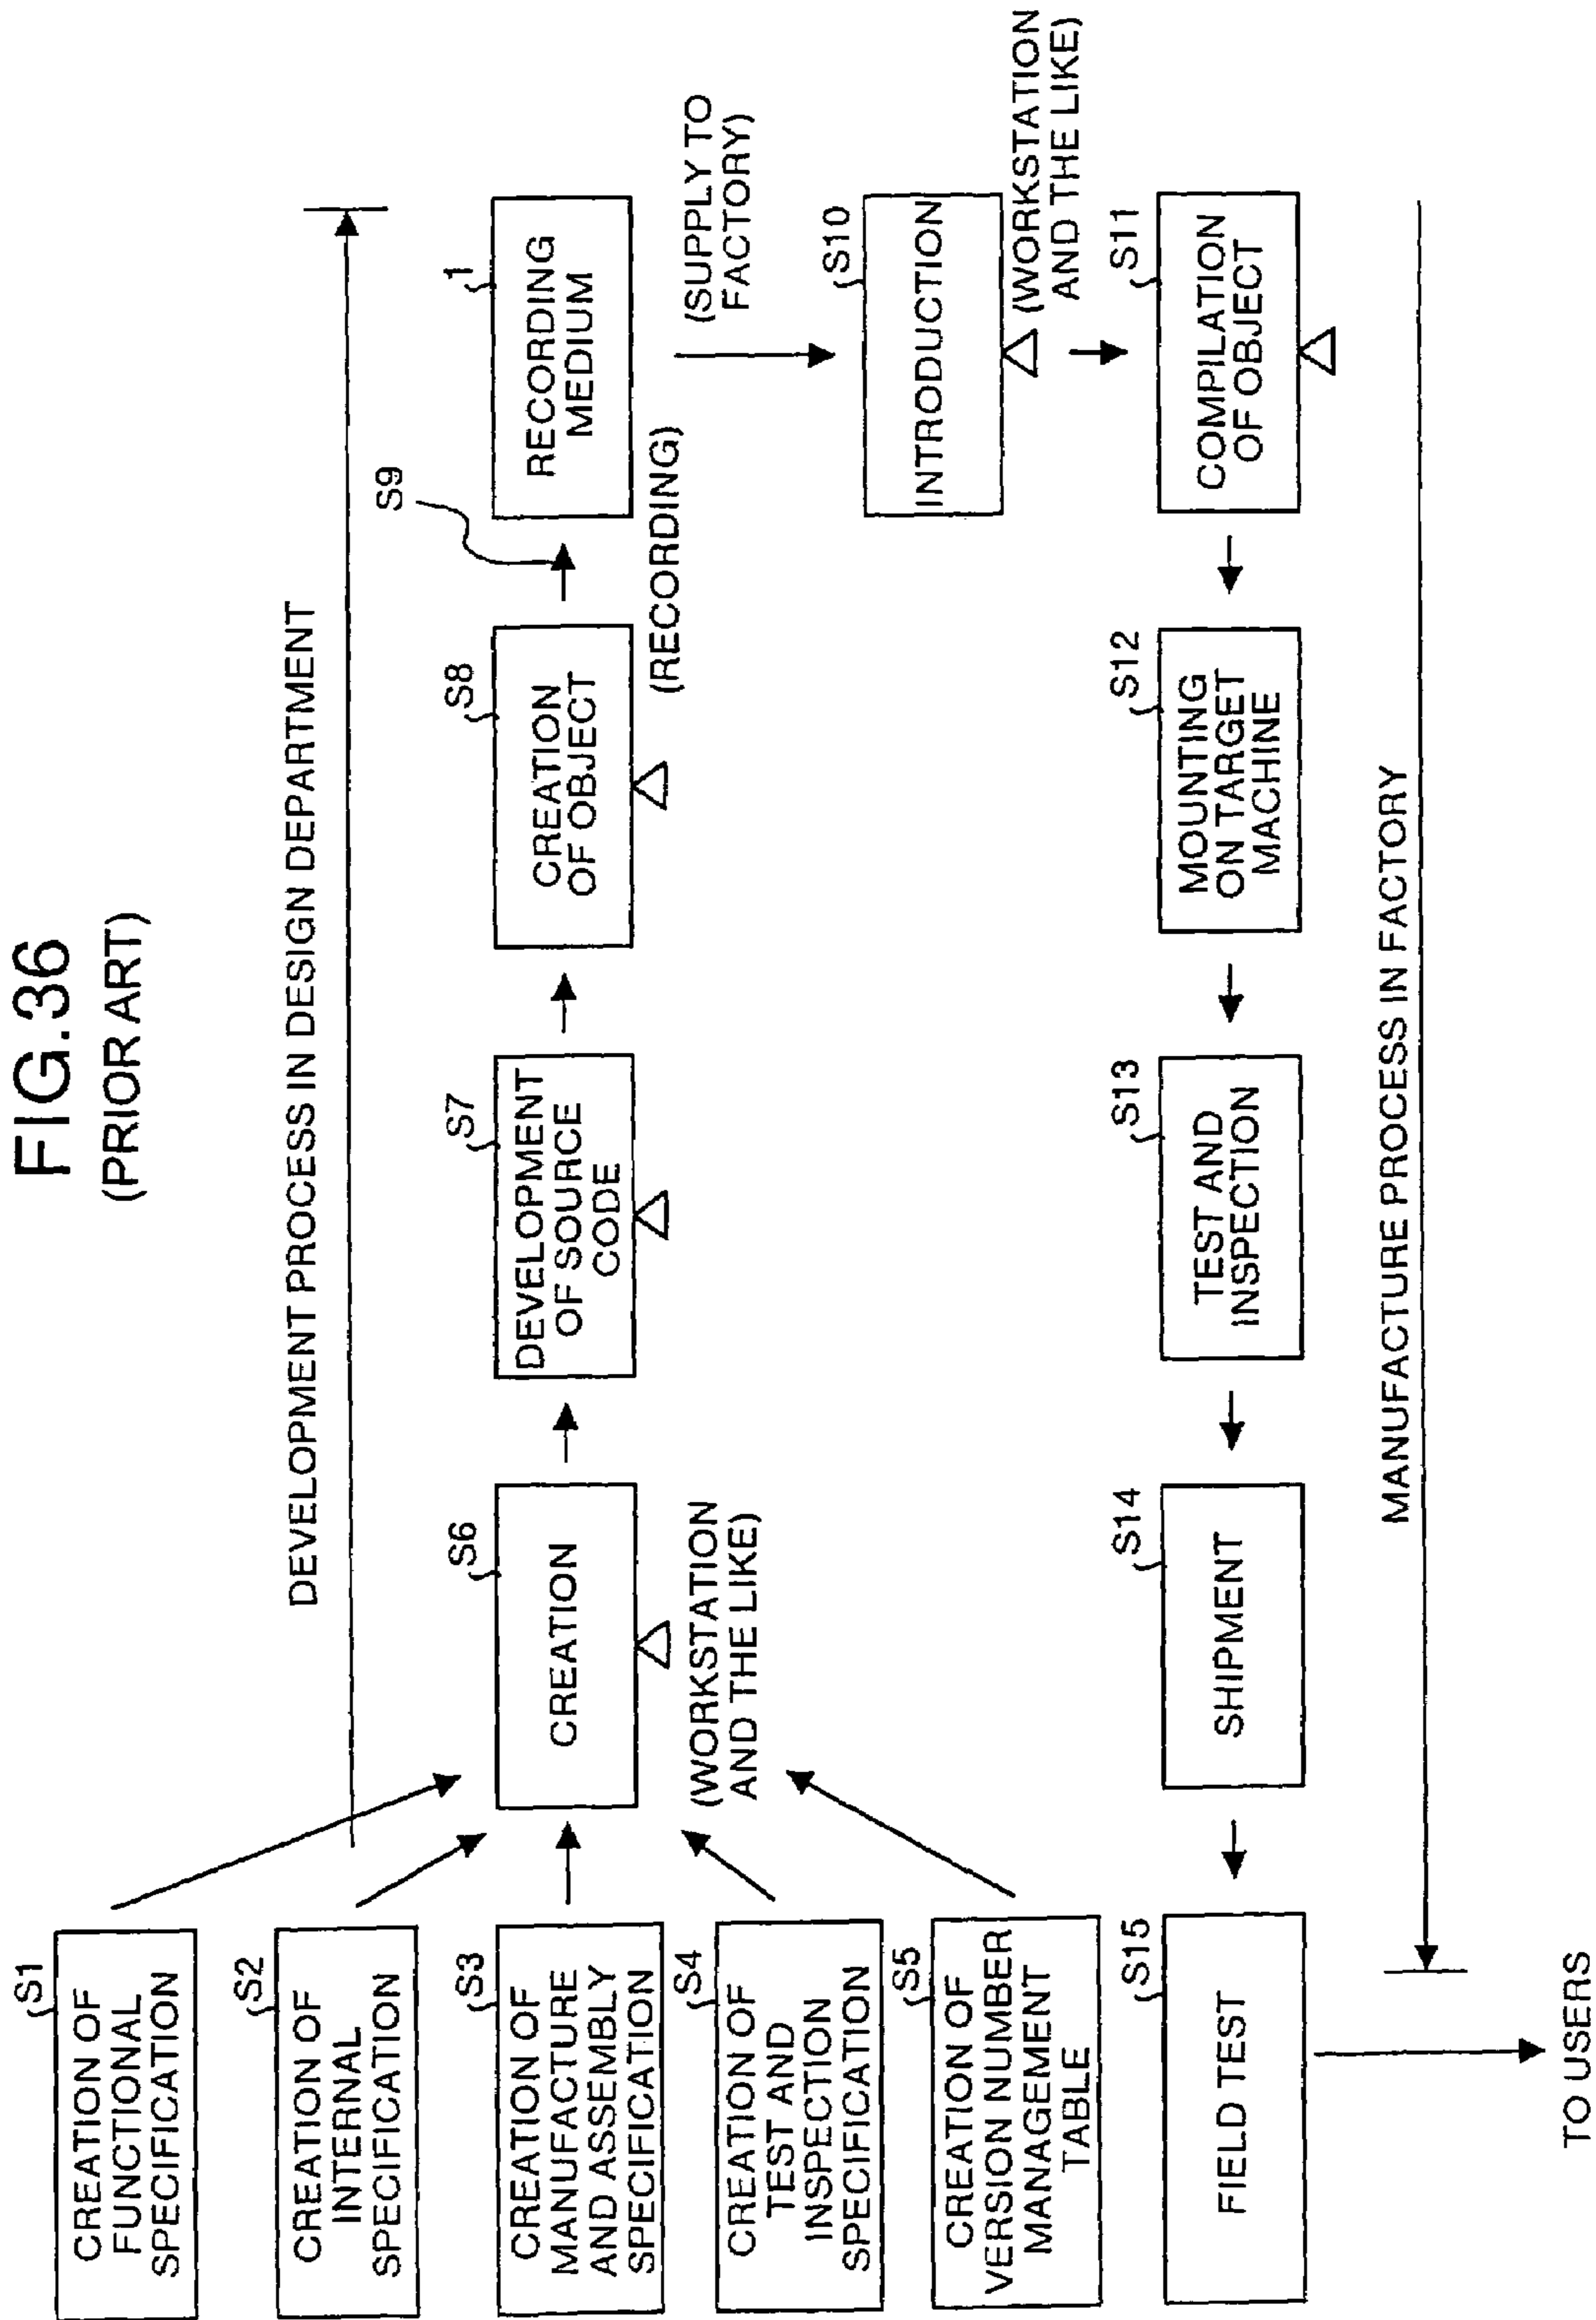 FIG.36
(PRIOR ART)
DEVELOPMENT PROCESS IN DESIGN DEPARTMENT
S1
CREATION OF
FUNCTIONAL
SPECIFICATION
S2
CREATION OF
INTERNAL
SPECIFICATION
S3
CREATION OF
MANUFACTURE
AND ASSEMBLY
SPECIFICATION
S4
CREATION OF
TEST AND
INSPECTION
SPECIFICATION
S5
CREATION OF
VERSION NUMBER
MANAGEMENT
TABLE
S6
CREATION
(WORKSTATION
AND THE LIKE)
S7
DEVELOPMENT
OF SOURCE
CODE
S8
CREATION
OF OBJECT
S9
(RECORDING)
1
RECORDING
MEDIUM
(SUPPLY TO
FACTORY)
S10
INTRODUCTION
(WORKSTATION
AND THE LIKE)
S11
COMPILATION
OF OBJECT
S12
MOUNTING
ON TARGET
MACHINE
S13
TEST AND
INSPECTION
S14
SHIPMENT
S15
FIELD TEST
MANUFACTURE PROCESS IN FACTORY
TO USERS